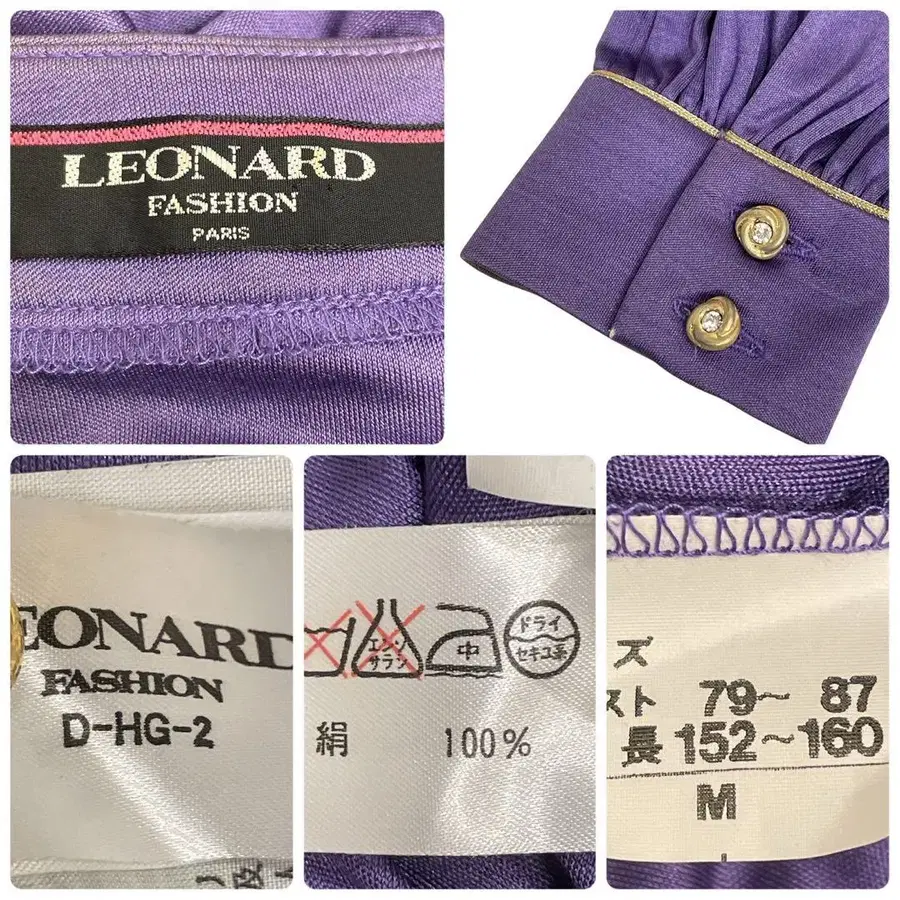 LEONARD
FASHION
PARIS
EONARD
FASHION
D-HG-2
エンソ
サラシ
中
ドライ
セキユ系
絹 100%
ズ
スト 79～ 87
長 152～160
M